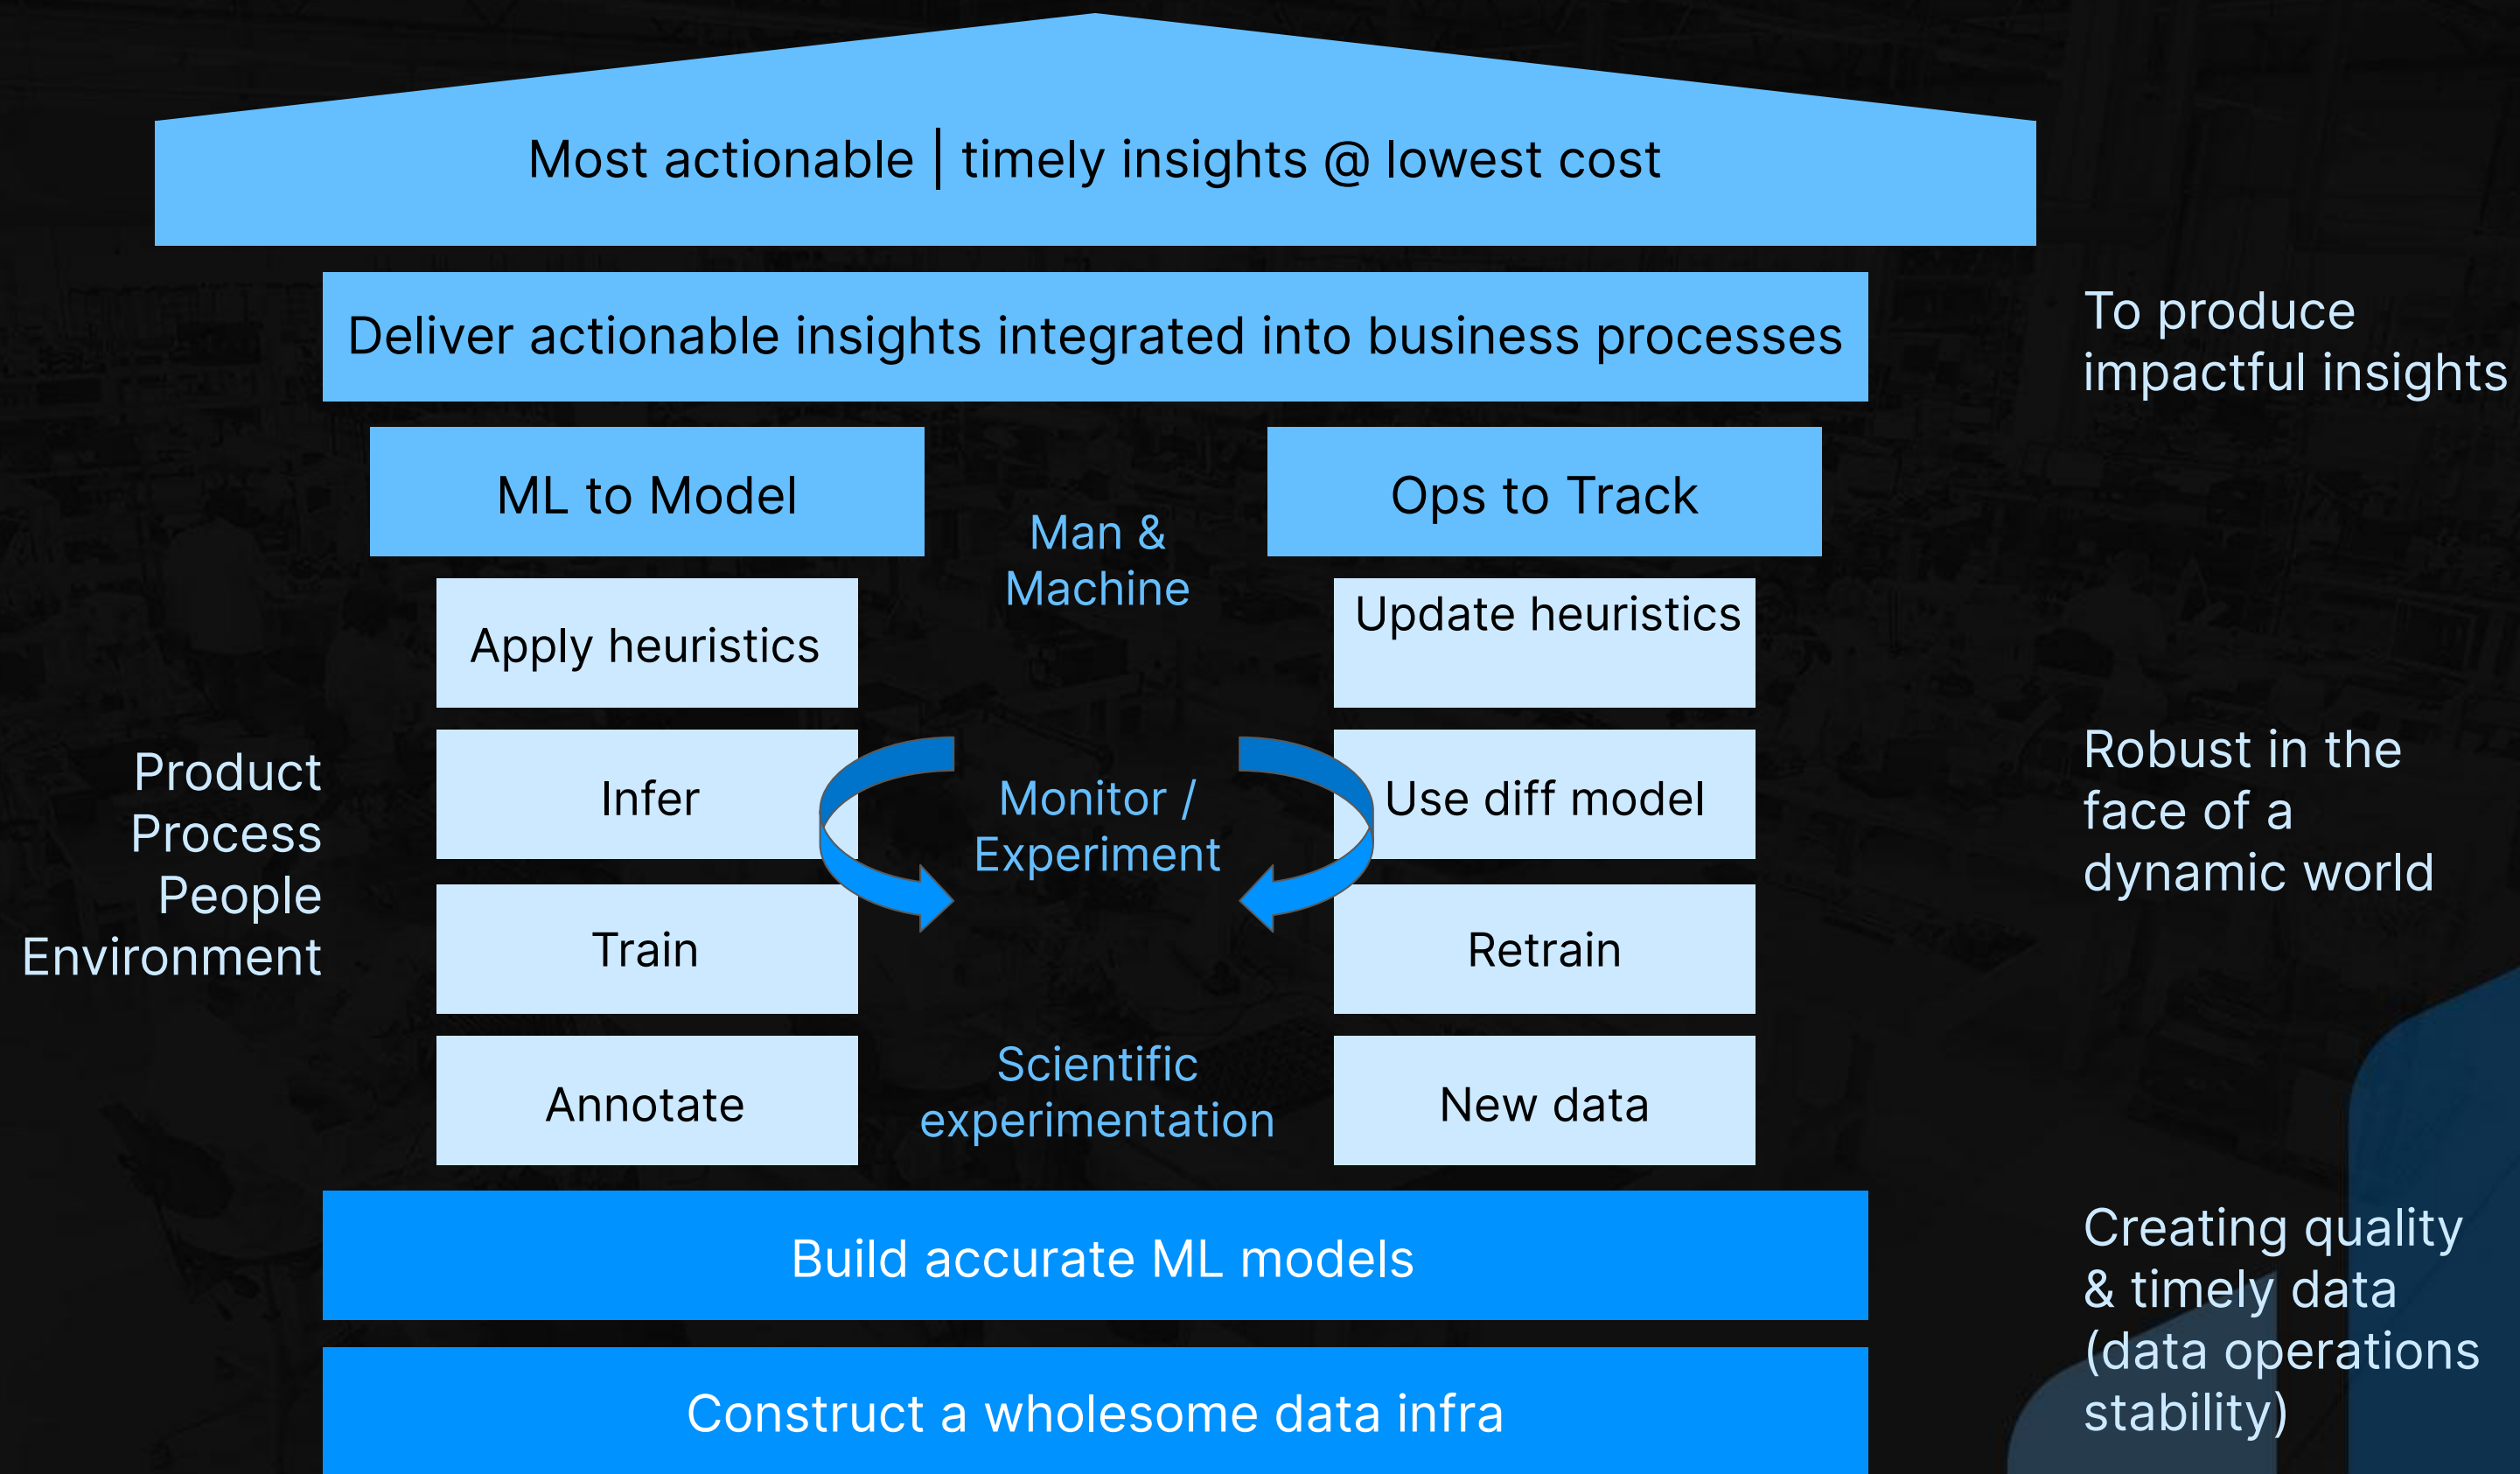 Most actionable | timely insights @ lowest cost
Deliver actionable insights integrated into business processes
To produce
impactful insights
ML to Model
Man &
Machine
Ops to Track
Apply heuristics
Update heuristics
Product
Process
People
Environment
Infer
Monitor /
Experiment
Use diff model
Robust in the
face of a
dynamic world
Train
Retrain
Annotate
Scientific
experimentation
New data
Build accurate ML models
Construct a wholesome data infra
Creating quality
& timely data
(data operations
stability)